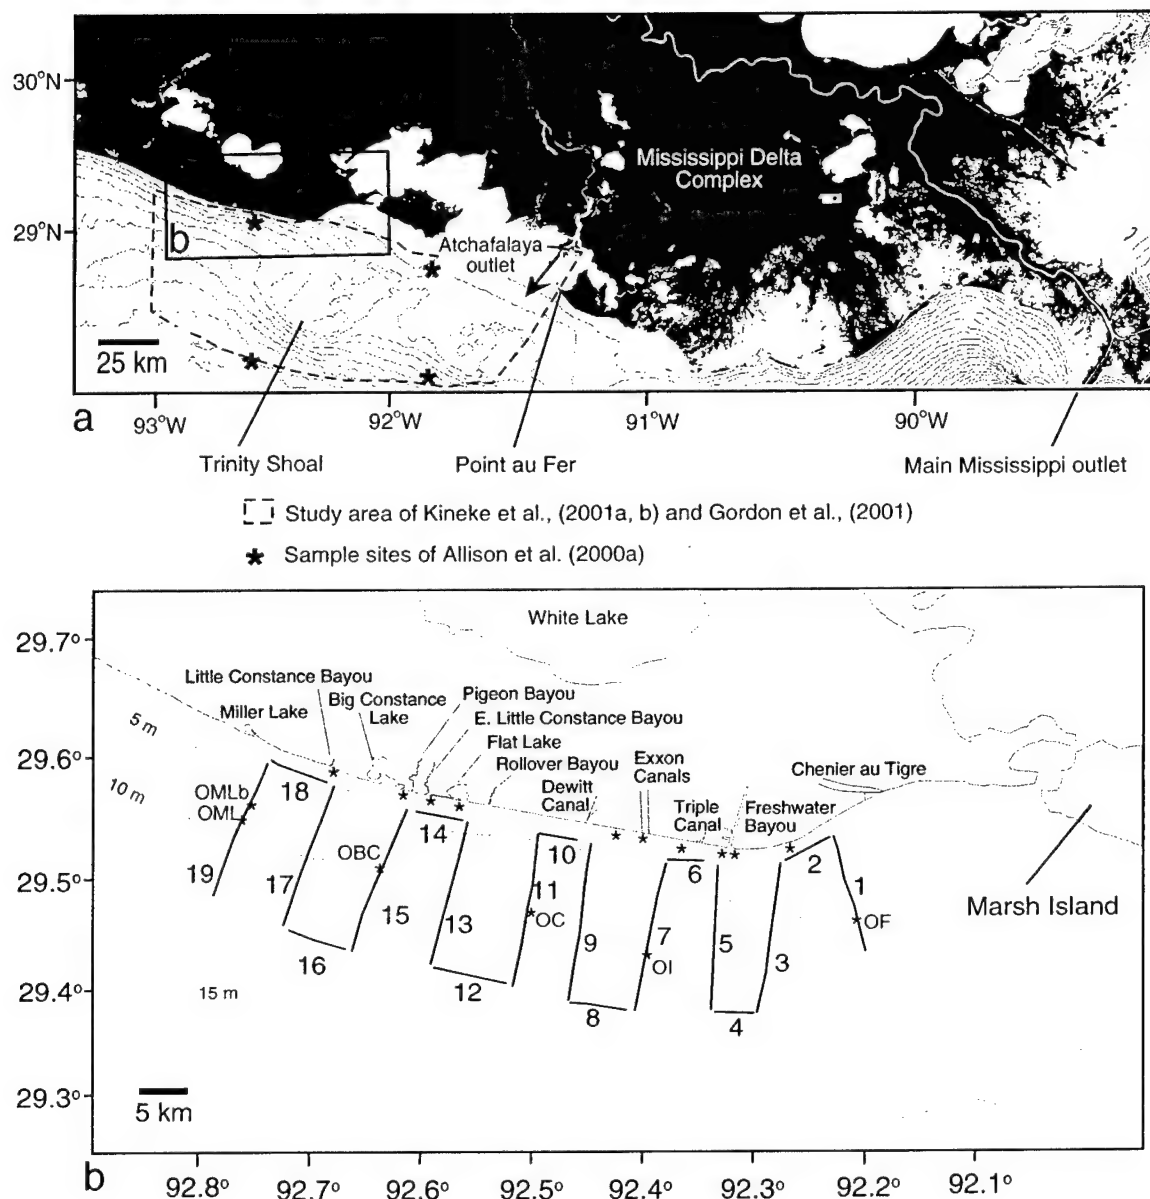 30°N
29°N
Mississippi Delta
Complex
Atchafalaya
outlet
b
25 km
a
93°W
92°W
91°W
90°W
Trinity Shoal
Point au Fer
Main Mississippi outlet
Study area of Kineke et al., (2001a, b) and Gordon et al., (2001)
* Sample sites of Allison et al. (2000a)
29.7°
29.6°
29.5°
29.4°
29.3°
White Lake
Little Constance Bayou
Miller Lake
Big Constance
Lake
Pigeon Bayou
E. Little Constance Bayou
Flat Lake
Rollover Bayou
Dewitt
Canal
Exxon
Canals
Triple
Canal
Freshwater
Bayou
Chenier au Tigre
5 m
10 m
15 m
OMLb
OML
OBC
OC
OI
OF
Marsh Island
18
14
10
6
2
19
17
15
13
11
9
7
5
3
1
16
12
8
4
5 km
b
92.8°
92.7°
92.6°
92.5°
92.4°
92.3°
92.2°
92.1°